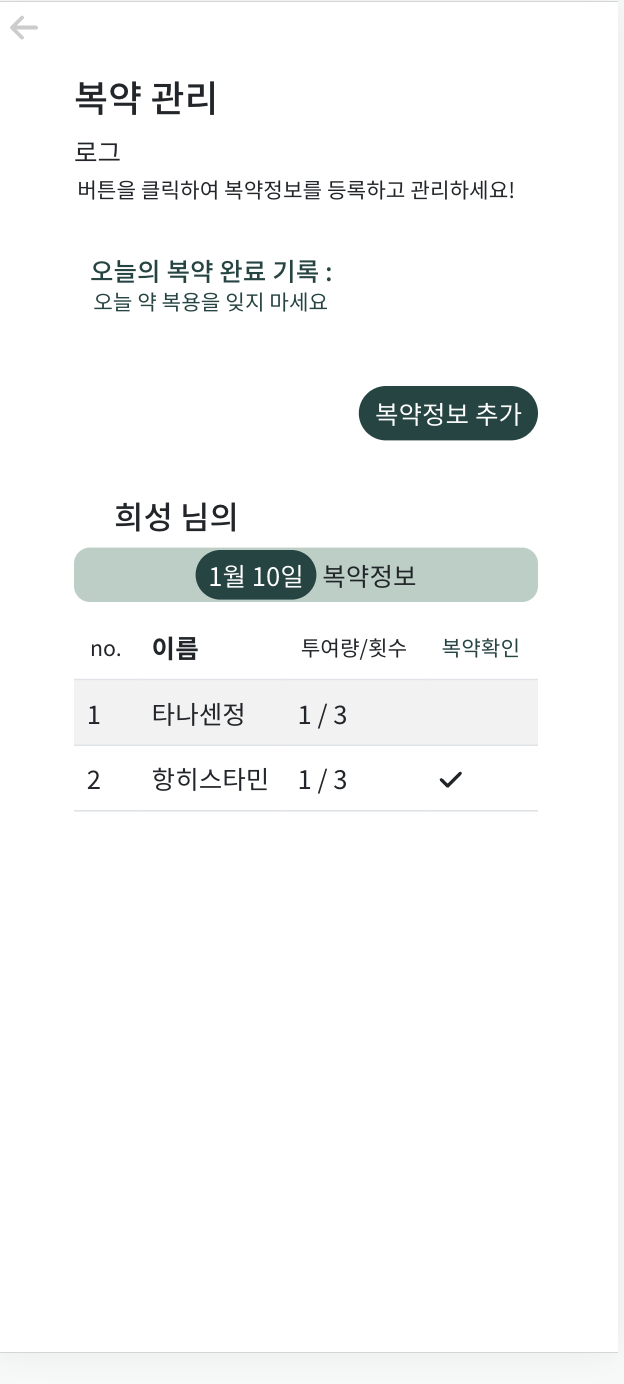 복약 관리
로그
버튼을 클릭하여 복약정보를 등록하고 관리하세요!
오늘의 복약 완료 기록 :
오늘 약 복용을 잊지 마세요
복약정보 추가
희성 님의
1월 10일 복약정보
no. 이름 투여량/횟수 복약확인
1 타나센정 1 / 3
2 항히스타민 1 / 3